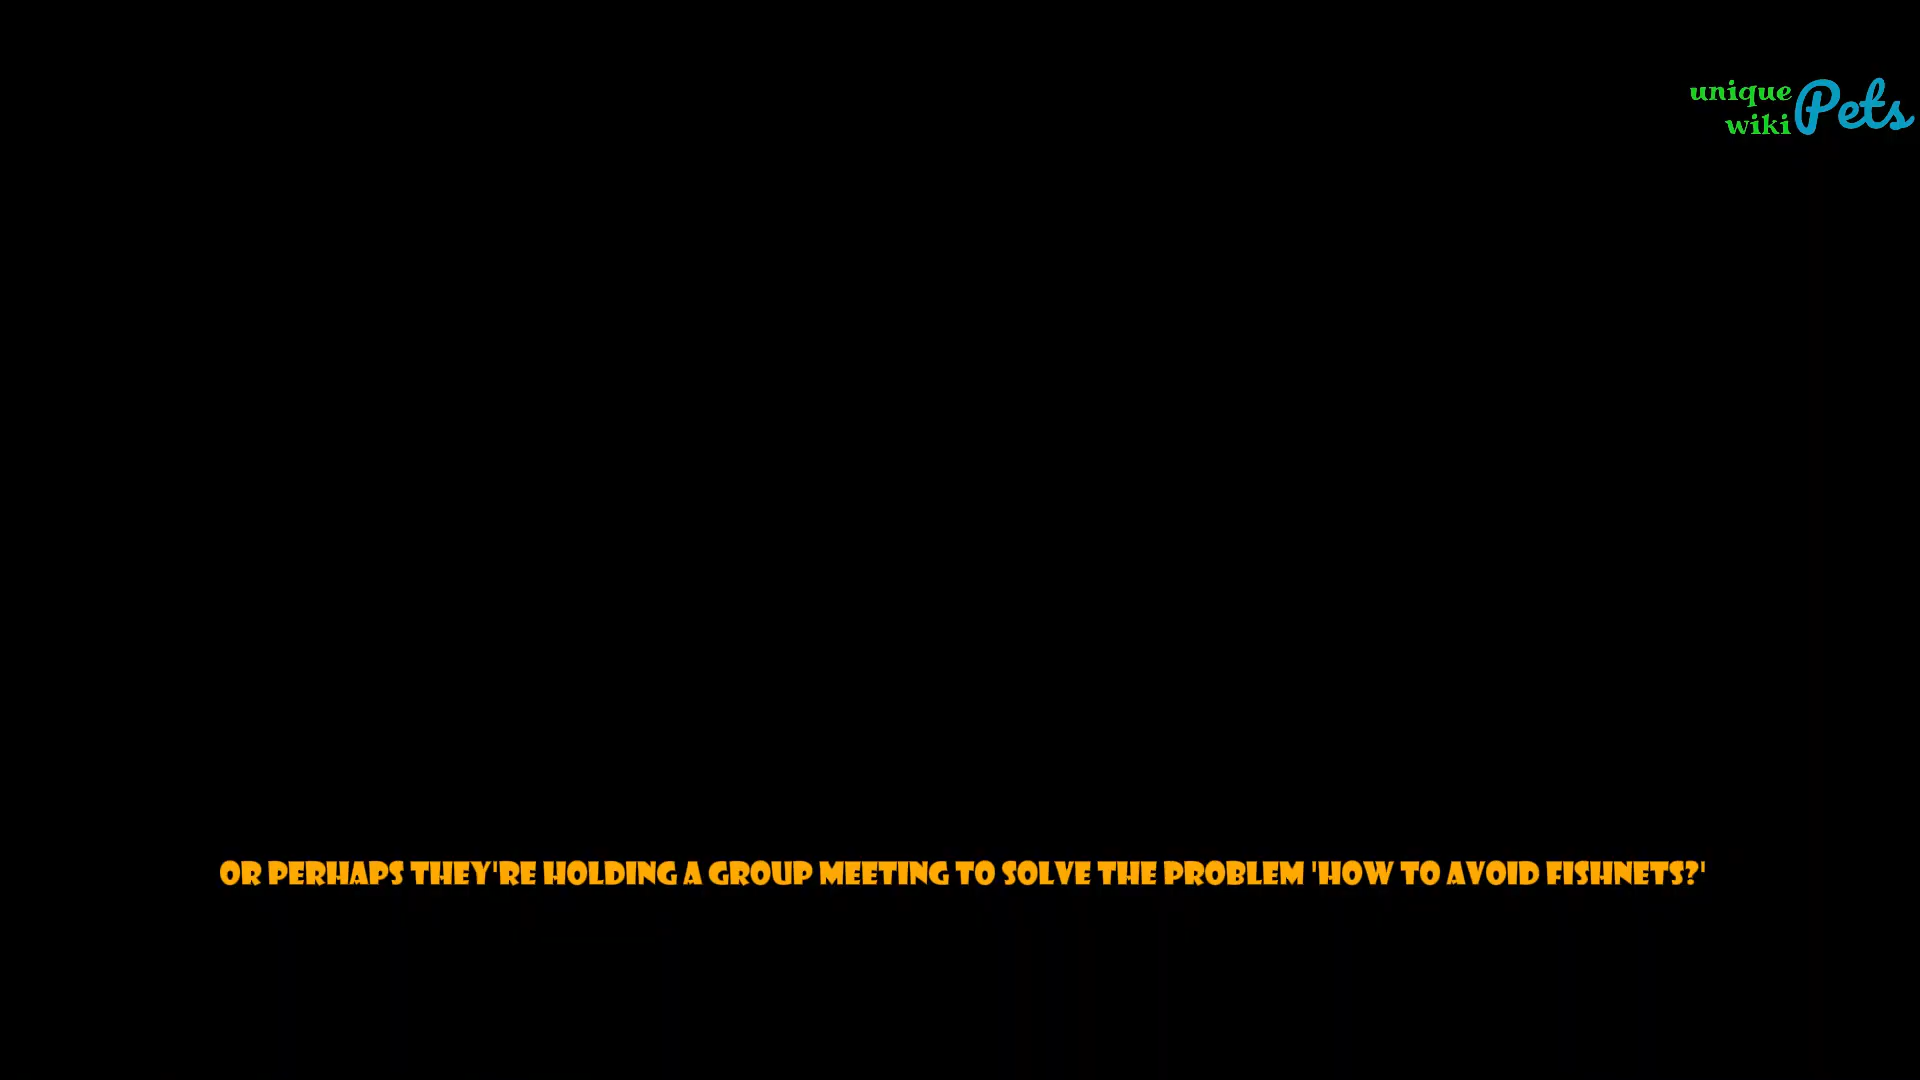 unique
wiki Pets
OR PERHAPS THEY'RE HOLDING A GROUP MEETING TO SOLVE THE PROBLEM 'HOW TO AVOID FISHNETS?'